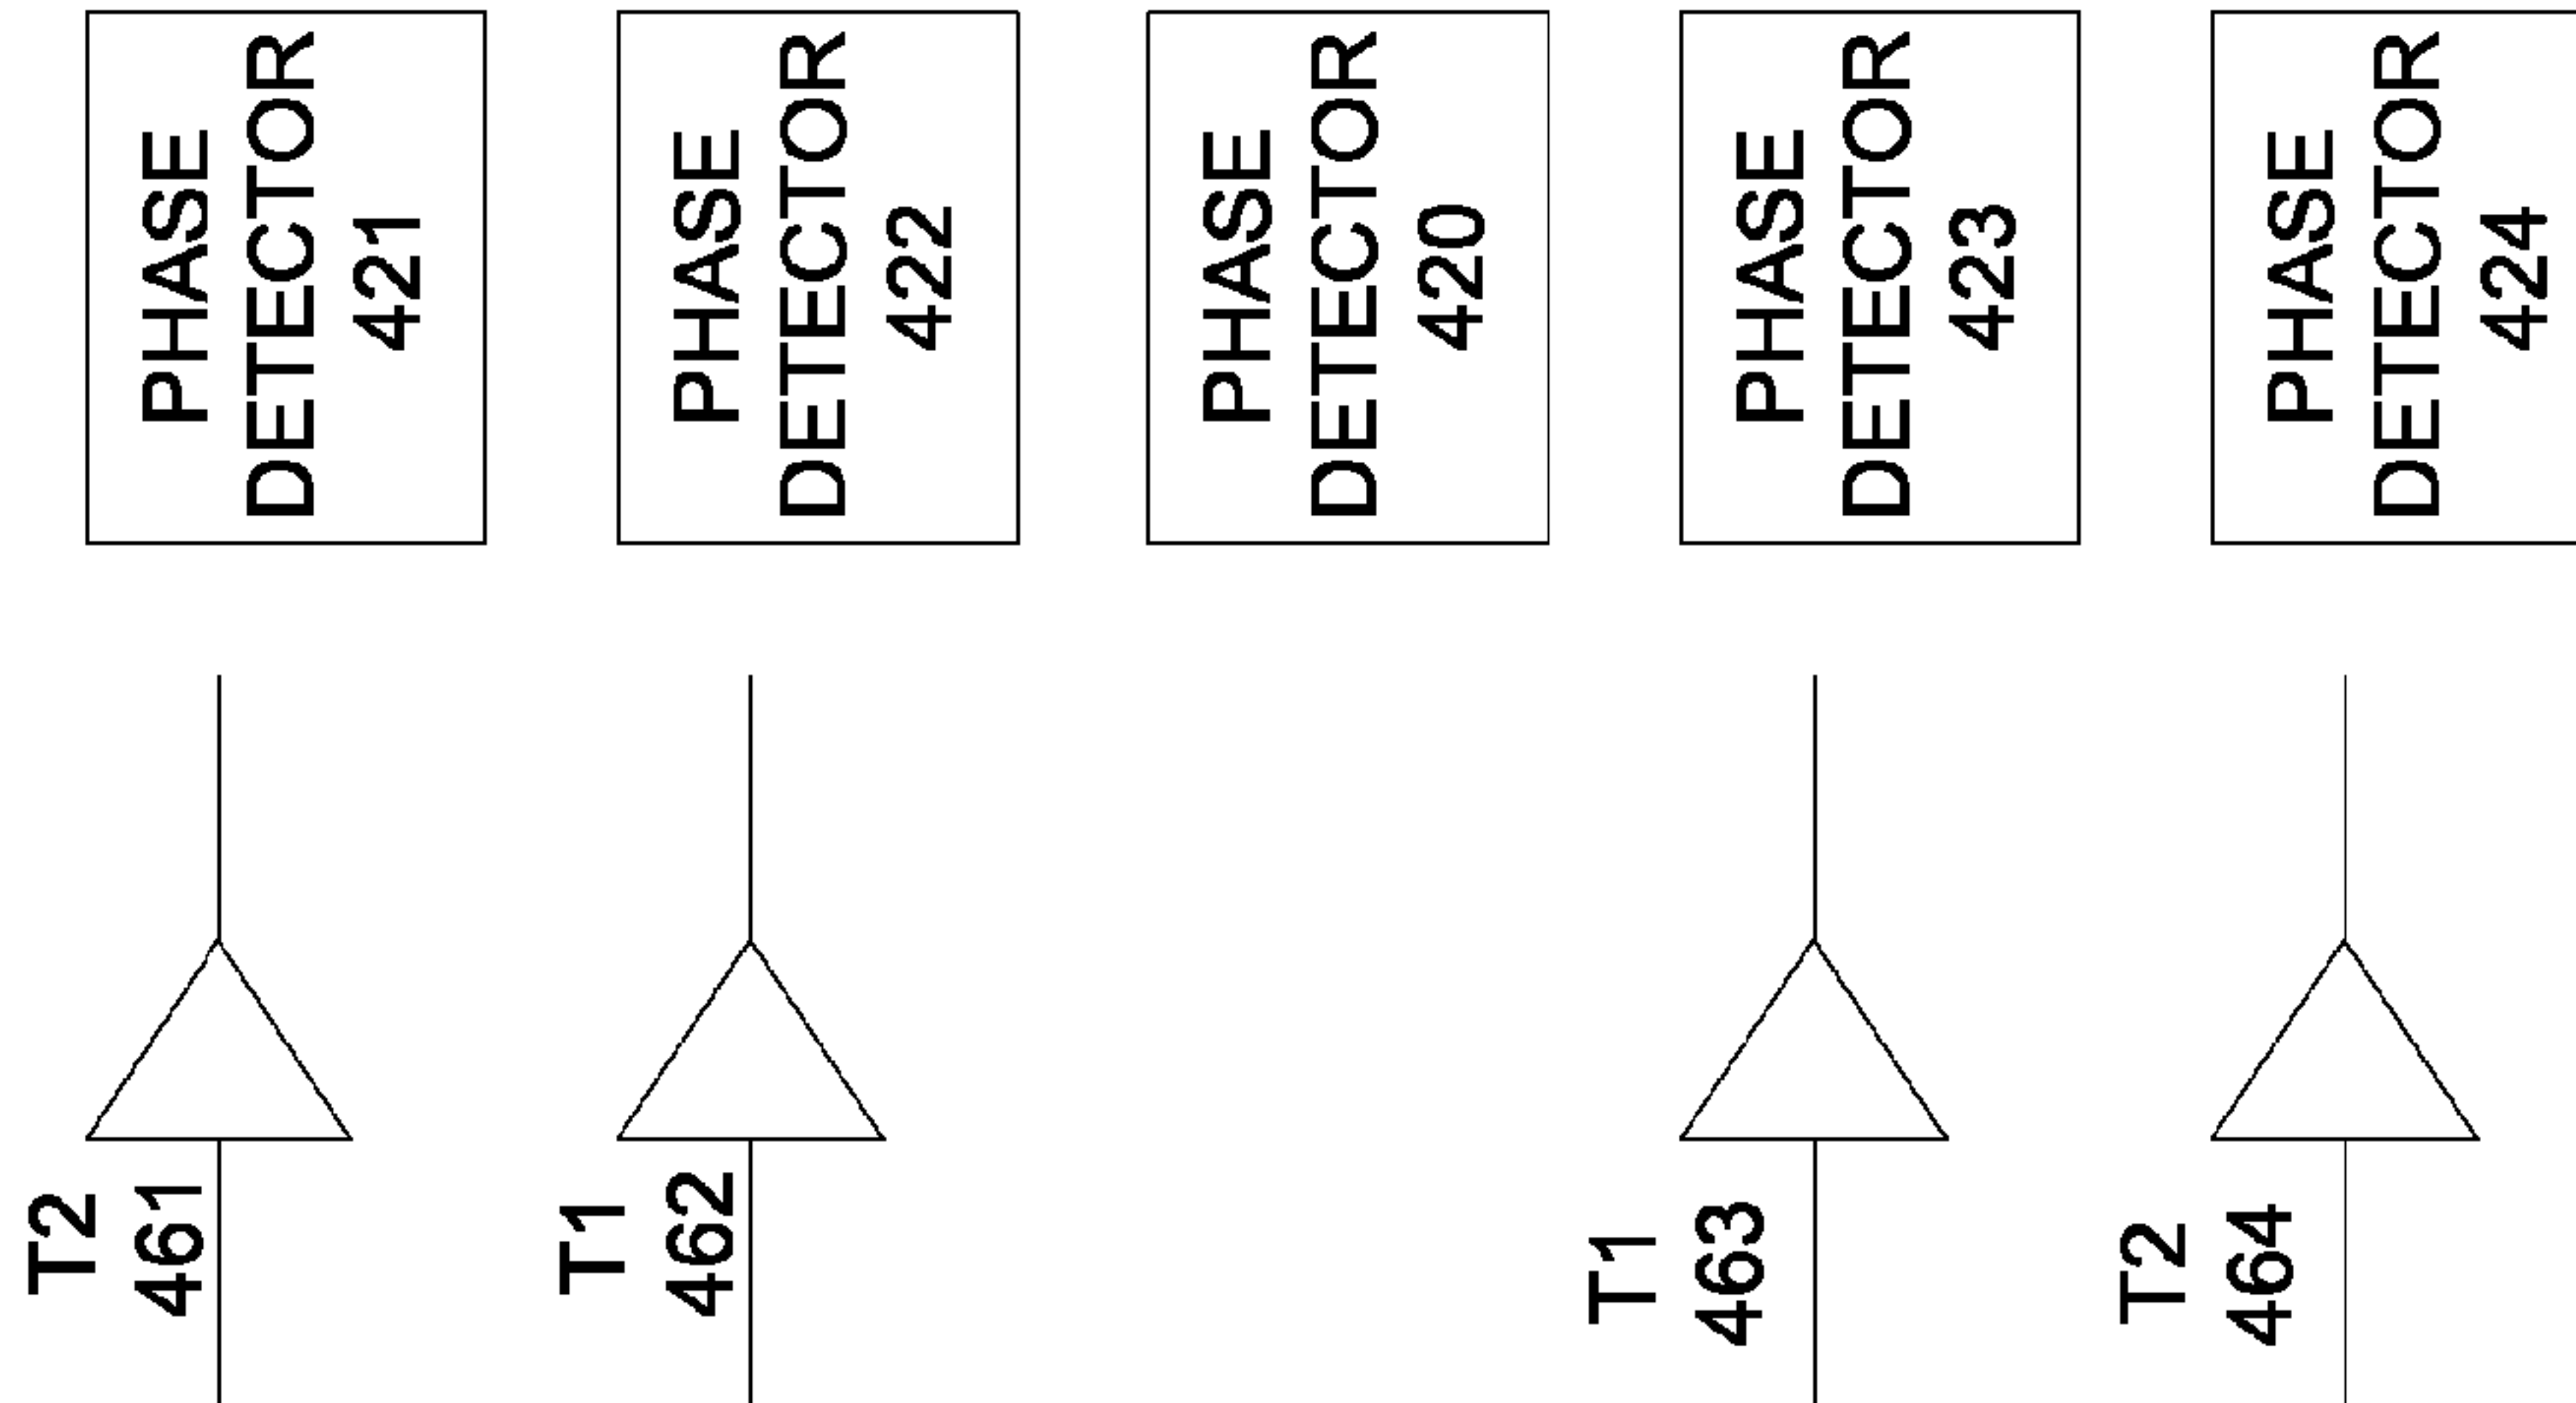 PHASE
DETECTOR
421
PHASE
DETECTOR
422
PHASE
DETECTOR
420
PHASE
DETECTOR
423
PHASE
DETECTOR
424
T2
461
T1
462
T1
463
T2
464